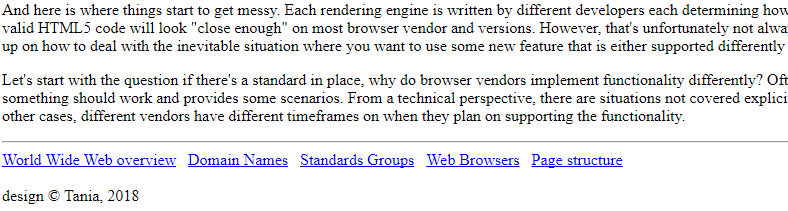 And here is where things start to get messy. Each rendering engine is written by different developers each determining how
valid HTML5 code will look "close enough" on most browser vendor and versions. However, that's unfortunately not alwa
up on how to deal with the inevitable situation where you want to use some new feature that is either supported differently
Let's start with the question if there's a standard in place, why do browser vendors implement functionality differently? Oft
something should work and provides some scenarios. From a technical perspective, there are situations not covered explici
other cases, different vendors have different timeframes on when they plan on supporting the functionality.
World Wide Web overview Domain Names Standards Groups Web Browsers Page structure
design © Tania, 2018